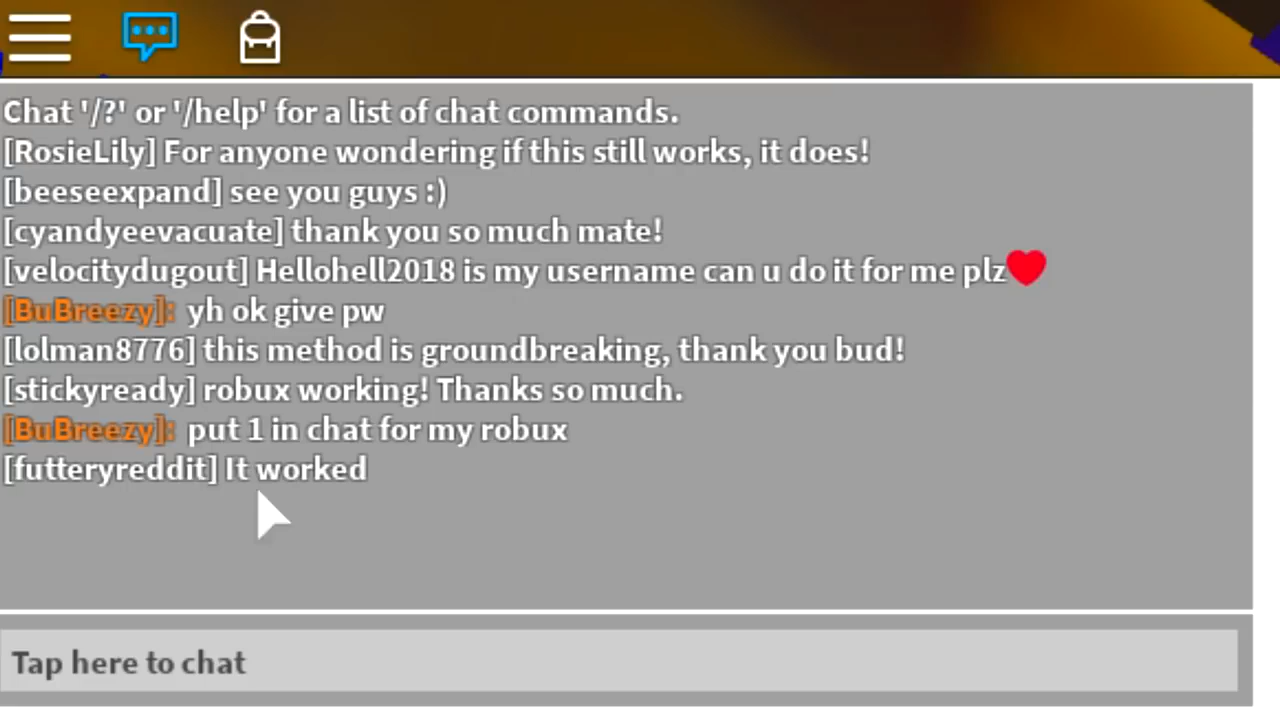 Chat '/?' or '/help' for a list of chat commands.
[RosieLily] For anyone wondering if this still works, it does!
[beeseexpand] see you guys :)
[cyandyeevacuate] thank you so much mate!
[velocitydugout] Hellohell2018 is my username can u do it for me plz❤️
[BuBreezy]: yh ok give pw
[lolman8776] this method is groundbreaking, thank you bud!
[stickyready] robux working! Thanks so much.
[BuBreezy]: put 1 in chat for my robux
[futteryreddit] It worked
Tap here to chat